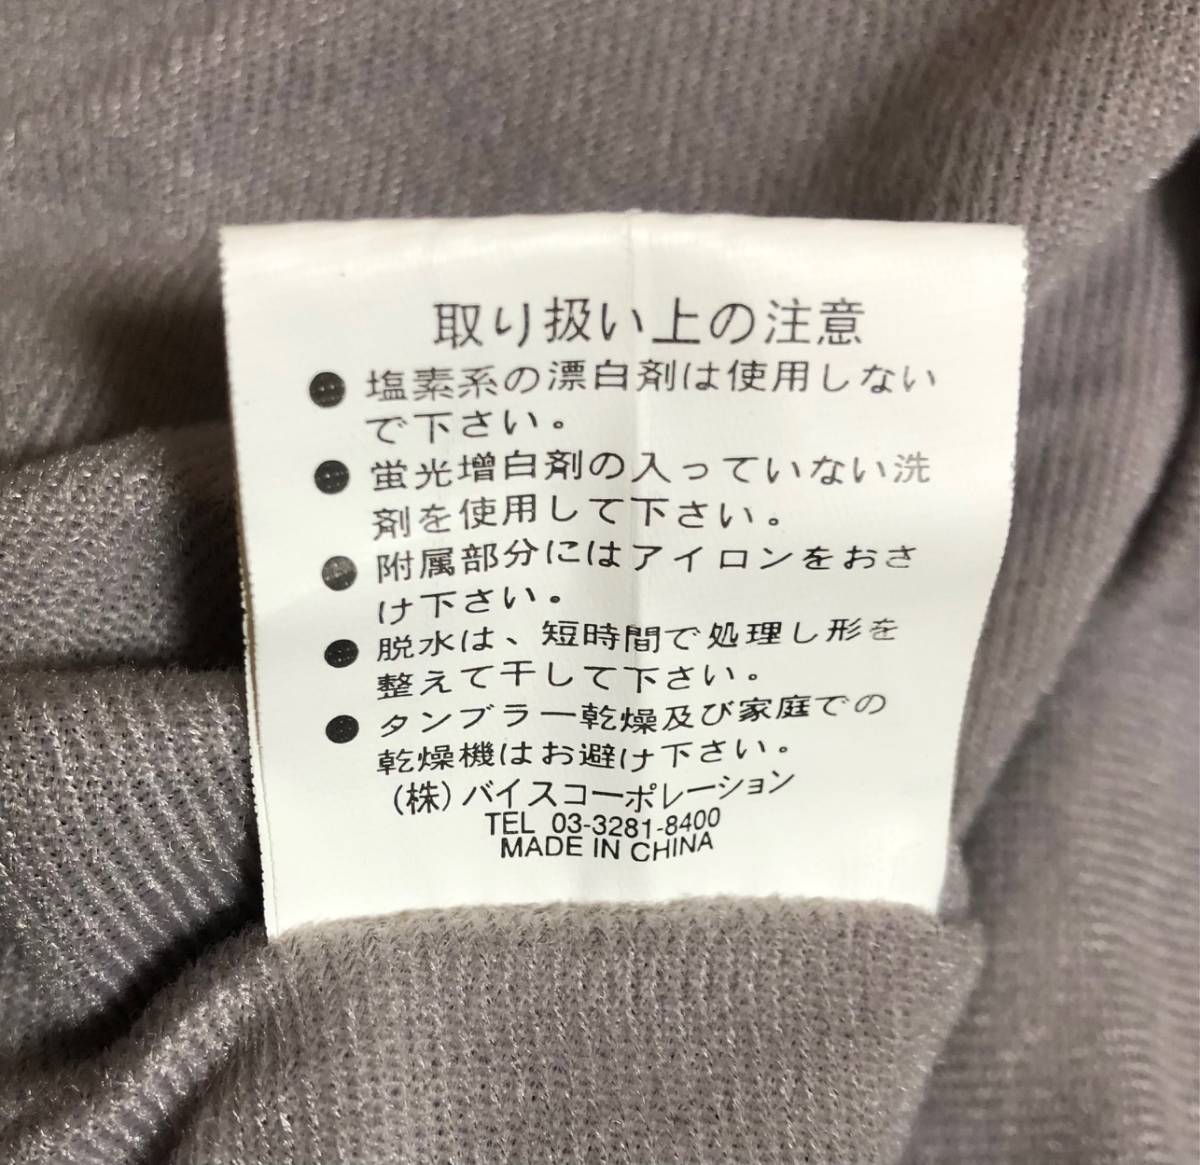 取り扱い上の注意
●塩素系の漂白剤は使用しない
で下さい。
●蛍光増白剤の入っていない洗
剤を使用して下さい。
●附属部分にはアイロンをおさ
け下さい。
●脱水は、短時間で処理し形を
整えて干して下さい。
●タンブラー乾燥及び家庭での
乾燥機はお避け下さい。
(株)バイスコーポレーション
TEL 03-3281-8400
MADE IN CHINA